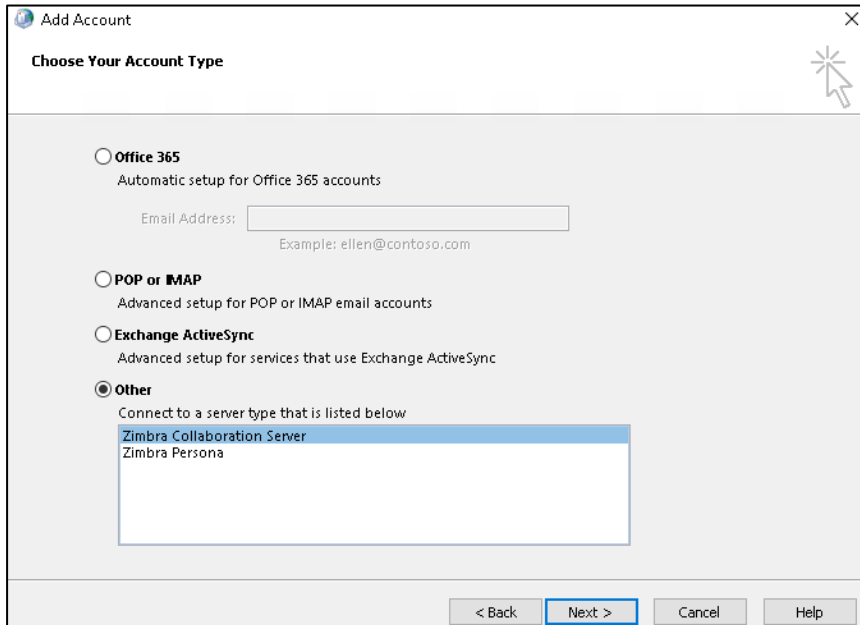 Add Account
Choose Your Account Type
Office 365
Automatic setup for Office 365 accounts
Email Address:
Example: ellen@contoso.com
POP or IMAP
Advanced setup for POP or IMAP email accounts
Exchange ActiveSync
Advanced setup for services that use Exchange ActiveSync
Other
Connect to a server type that is listed below
Zimbra Collaboration Server
Zimbra Persona
< Back Next > Cancel Help